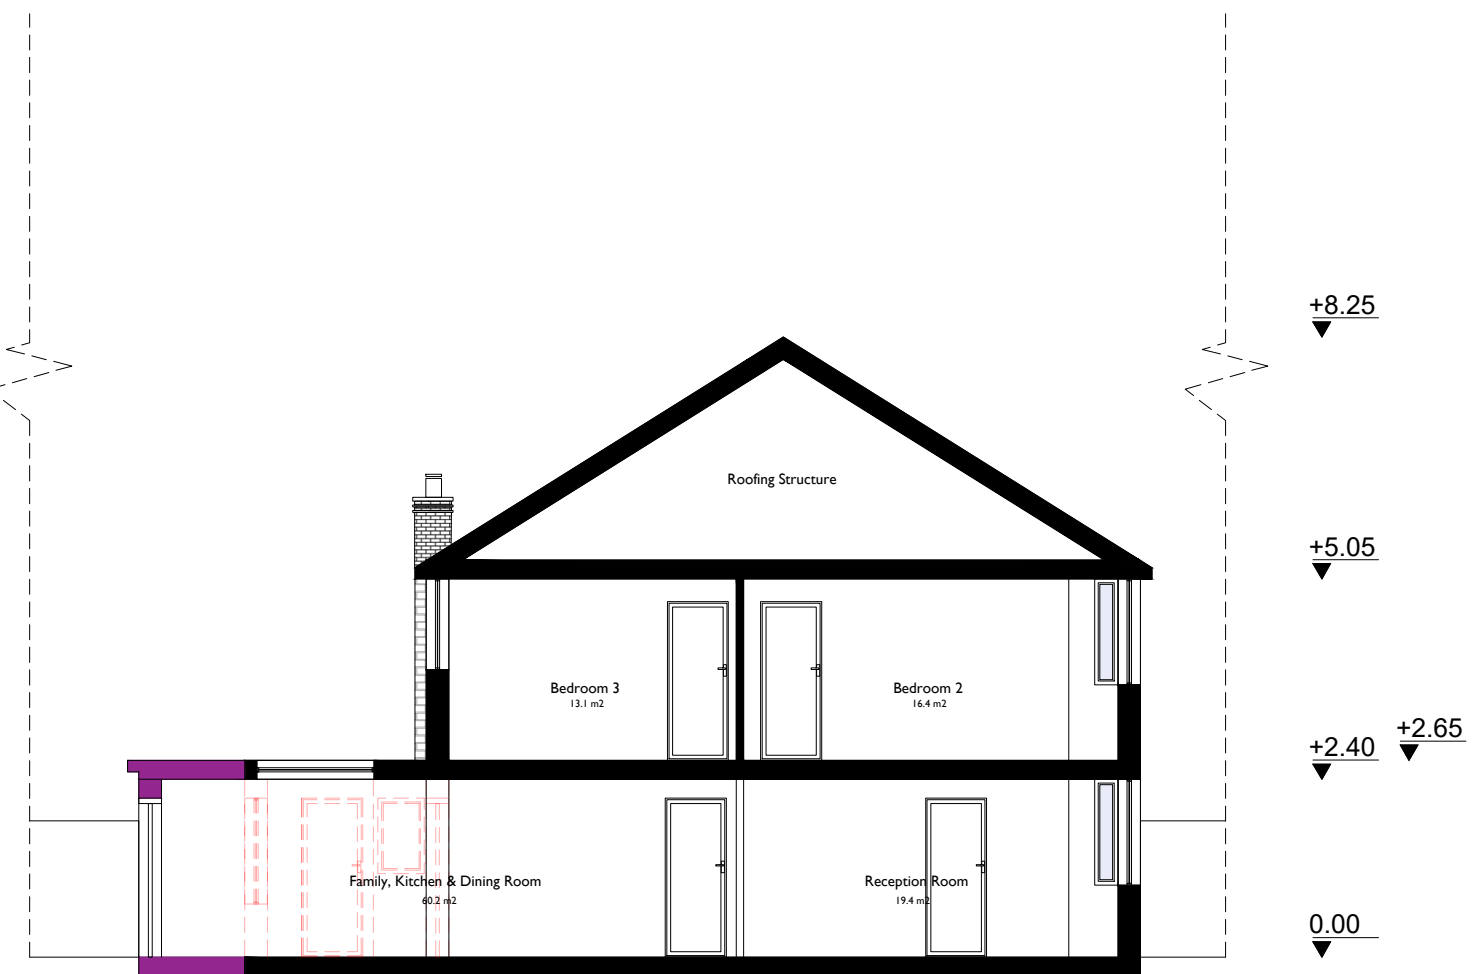 +8.25
Roofing Structure
+5.05
Bedroom 3
13.1 m2
Bedroom 2
16.4 m2
+2.65
+2.40
Family, Kitchen & Dining Room
60.2 m2
Reception Room
19.4 m2
0.00